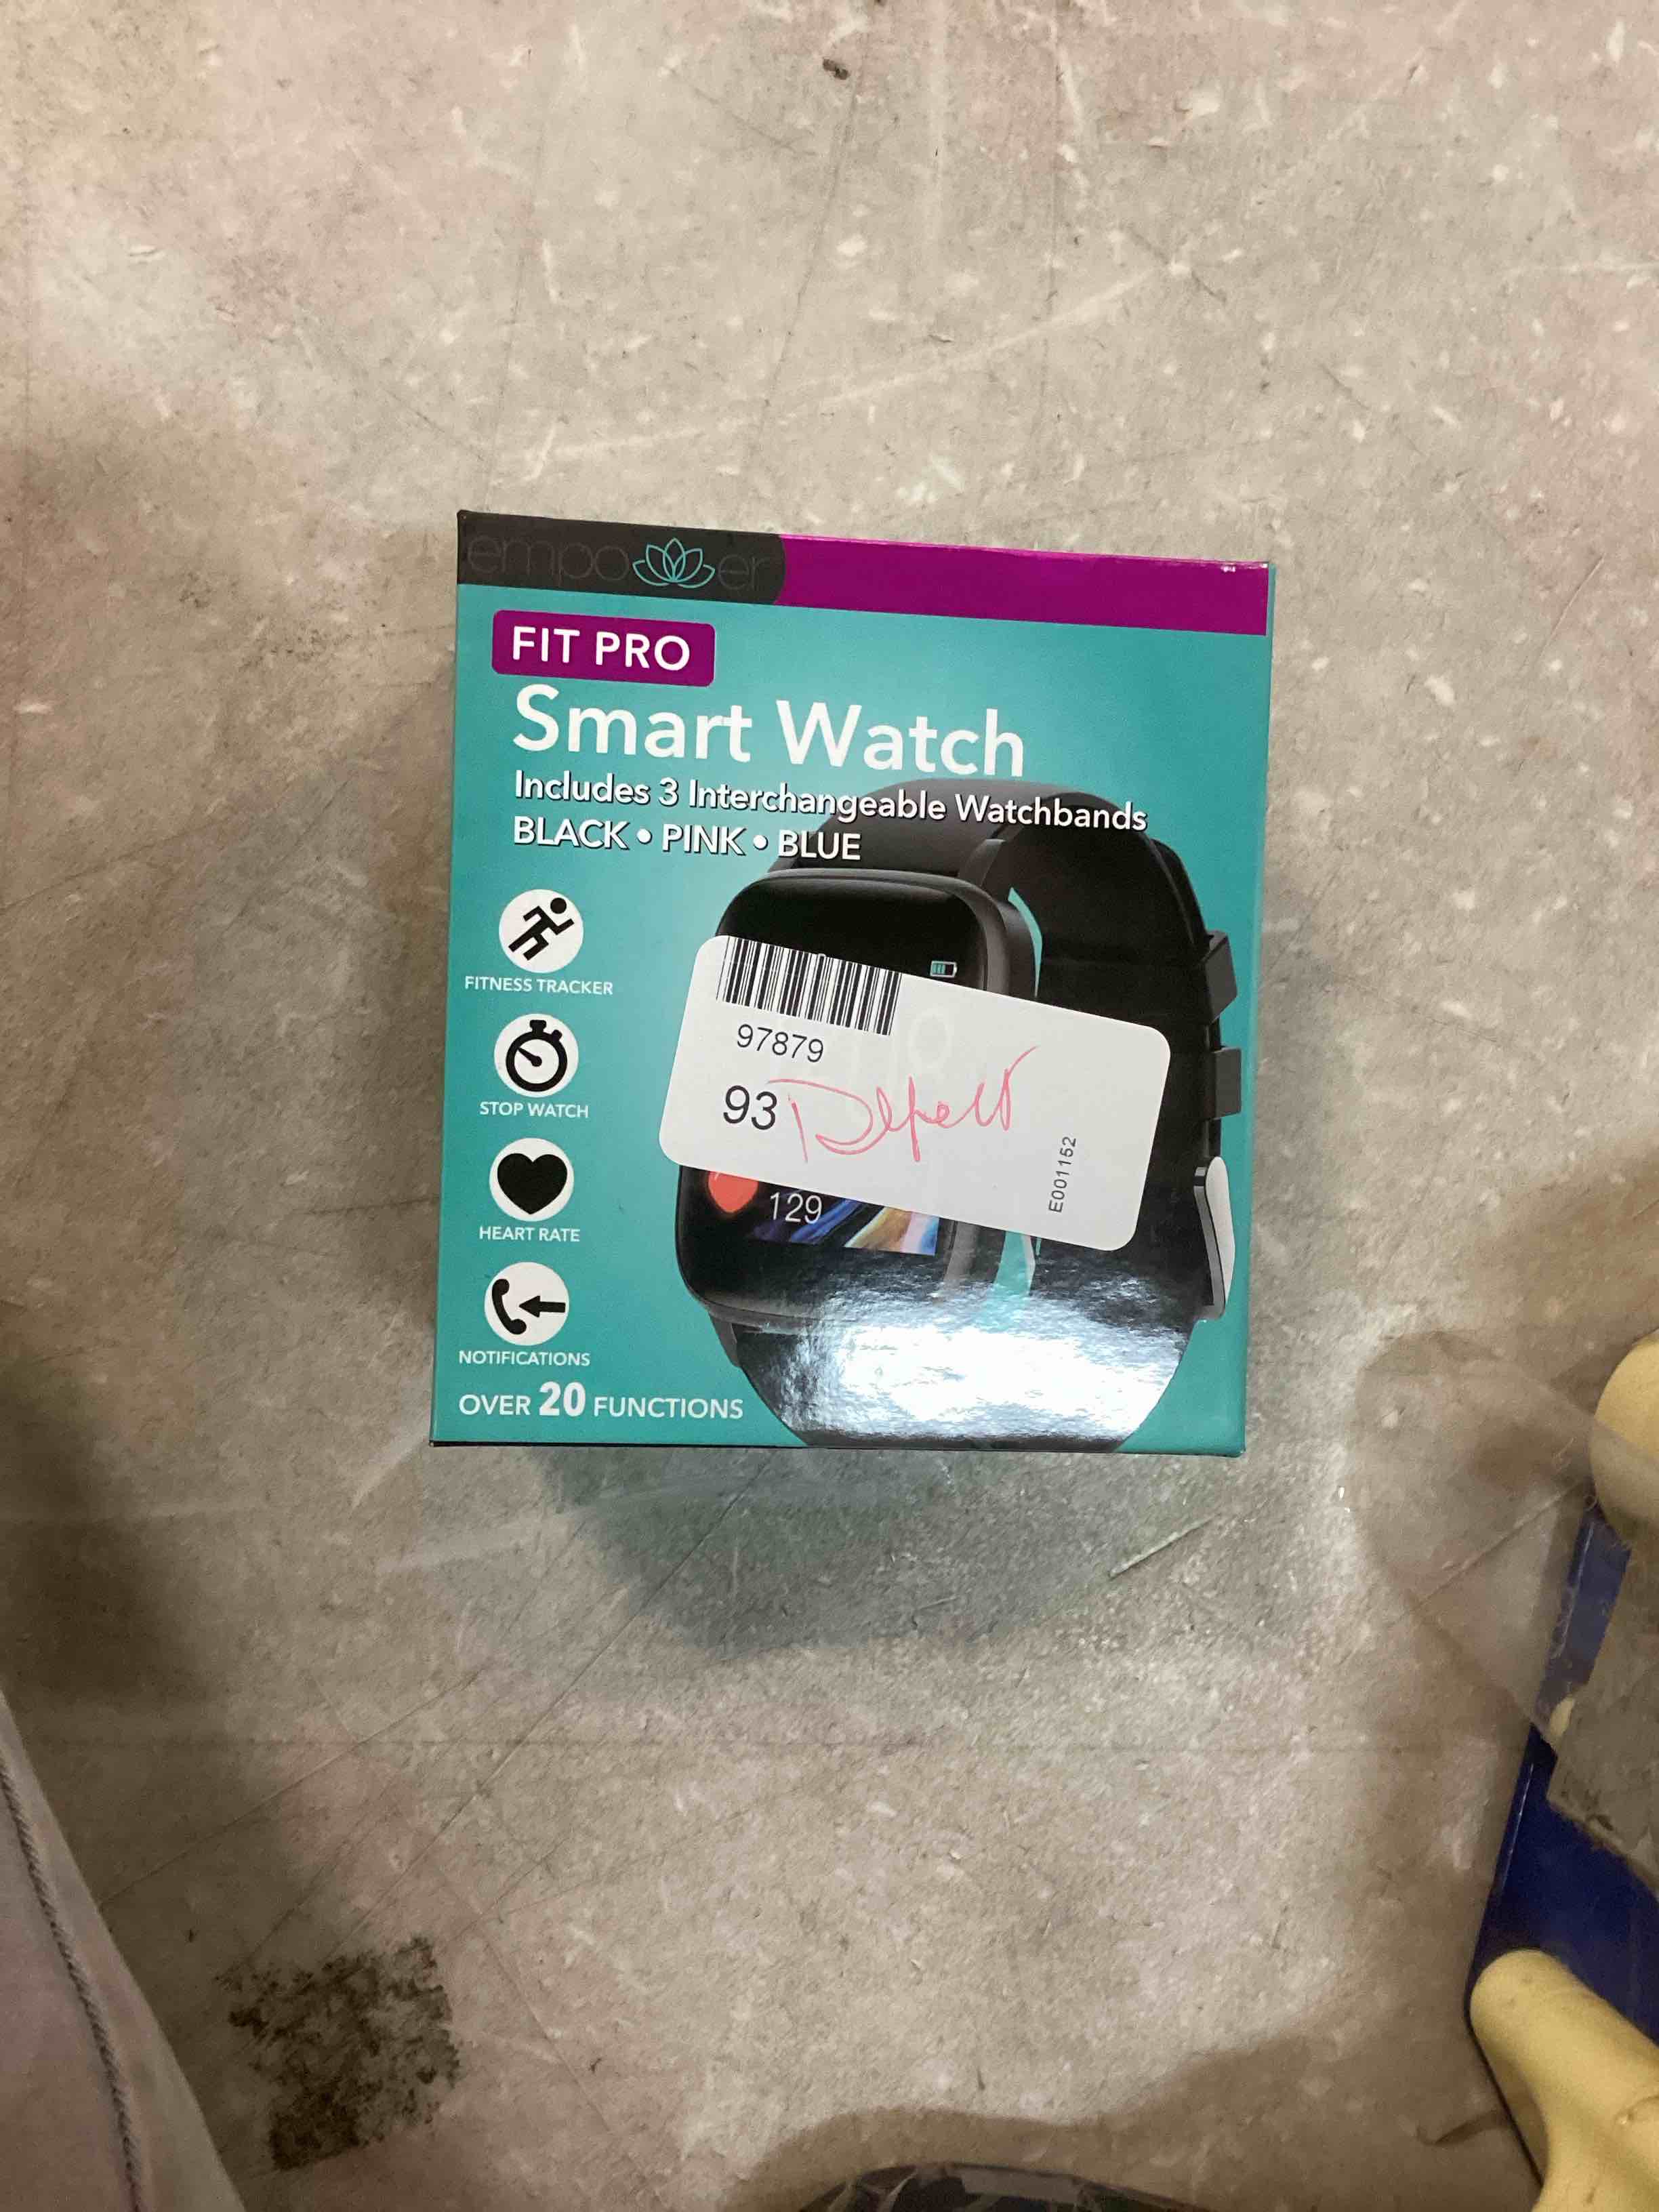 empower
FIT PRO
Smart Watch
Includes 3 Interchangeable Watchbands
BLACK • PINK • BLUE
FITNESS TRACKER
STOP WATCH
HEART RATE
NOTIFICATIONS
OVER 20 FUNCTIONS
97879
93
E001152
129